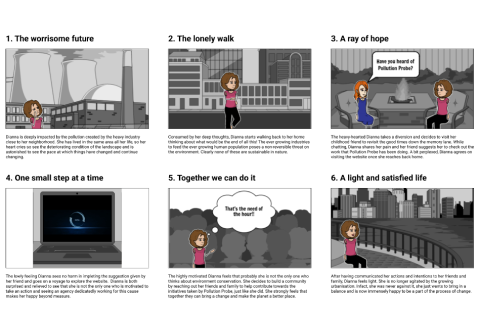 1. The worrisome future
2. The lonely walk
3. A ray of hope
Have you heard of
Pollution Probe?
Dianna is deeply impacted by the pollution created by the heavy industry
close to her neighborhood. She has lived in the same area all her life, so her
heart cries so see the deteriorating condition of the landscape and is
astonished to see the pace at which things have changed and continue
changing.
Consumed by her deep thoughts, Dianna starts walking back to her home
thinking about what would be the end of all this! The ever growing industries
to feed the ever growing human population poses a non reversible threat on
the environment. Clearly none of these are sustainable in nature.
The heavy-hearted Dianna takes a diversion and decides to visit her
childhood friend to revisit the good times down the memory lane. While
chatting, Dianna shares her pain and her friend suggests her to check out the
work that Pollution Probe has been doing. A bit perplexed, Dianna agrees on
visiting the website once she reaches back home.
4. One small step at a time
5. Together we can do it
6. A light and satisfied life
That's the need of
the hour!!
The lonely feeling Dianna sees no harm in implying the suggestion given by
her friend and goes on a voyage to explore the website. Dianna is both
surprised and relieved to see that she is not the only one who is motivated to
take an action and seeing an agency dedicatedly working for this cause
makes her happy beyond measure.
The highly motivated Dianna feels that probably she is not the only one who
thinks about environment conservation. She decides to build a community
by reaching out her friends and family to help contribute towards the
initiatives taken by Pollution Probe, just like she did. She strongly feels that
together they can bring a change and make the planet a better place.
After having communicated her actions and intentions to her friends and
family, Dianna feels light. She is no longer agitated by the growing
urbanisation. Infact, she was never against it, she just wants to bring in a
balance and is now immensely happy to be a part of the process of change.